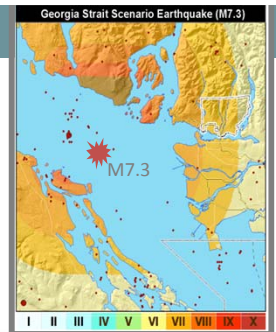 Georgia Strait Scenario Earthquake (M7.3)
M7.3
I II III IV V VI VII VIII IX X